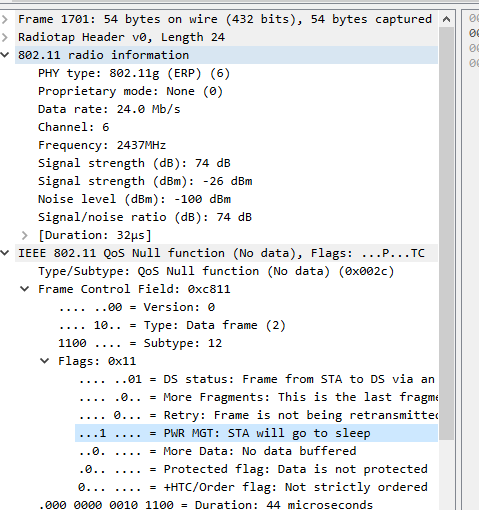 Frame 1701: 54 bytes on wire (432 bits), 54 bytes captured
Radiotap Header v0, Length 24
802.11 radio information
PHY type: 802.11g (ERP) (6)
Proprietary mode: None (0)
Data rate: 24.0 Mb/s
Channel: 6
Frequency: 2437MHz
Signal strength (dB): 74 dB
Signal strength (dBm): -26 dBm
Noise level (dBm): -100 dBm
Signal/noise ratio (dB): 74 dB
[Duration: 32µs]
IEEE 802.11 QoS Null function (No data), Flags: ...P...TC
Type/Subtype: QoS Null function (No data) (0x002c)
Frame Control Field: 0xc811
.... ..00 = Version: 0
.... 10.. = Type: Data frame (2)
1100 .... = Subtype: 12
Flags: 0x11
.... ..01 = DS status: Frame from STA to DS via an
.... .0.. = More Fragments: This is the last fragme
.... 0... = Retry: Frame is not being retransmitted
...1 .... = PWR MGT: STA will go to sleep
..0. .... = More Data: No data buffered
.0.. .... = Protected flag: Data is not protected
0... .... = +HTC/Order flag: Not strictly ordered
.000 0000 0010 1100 = Duration: 44 microseconds